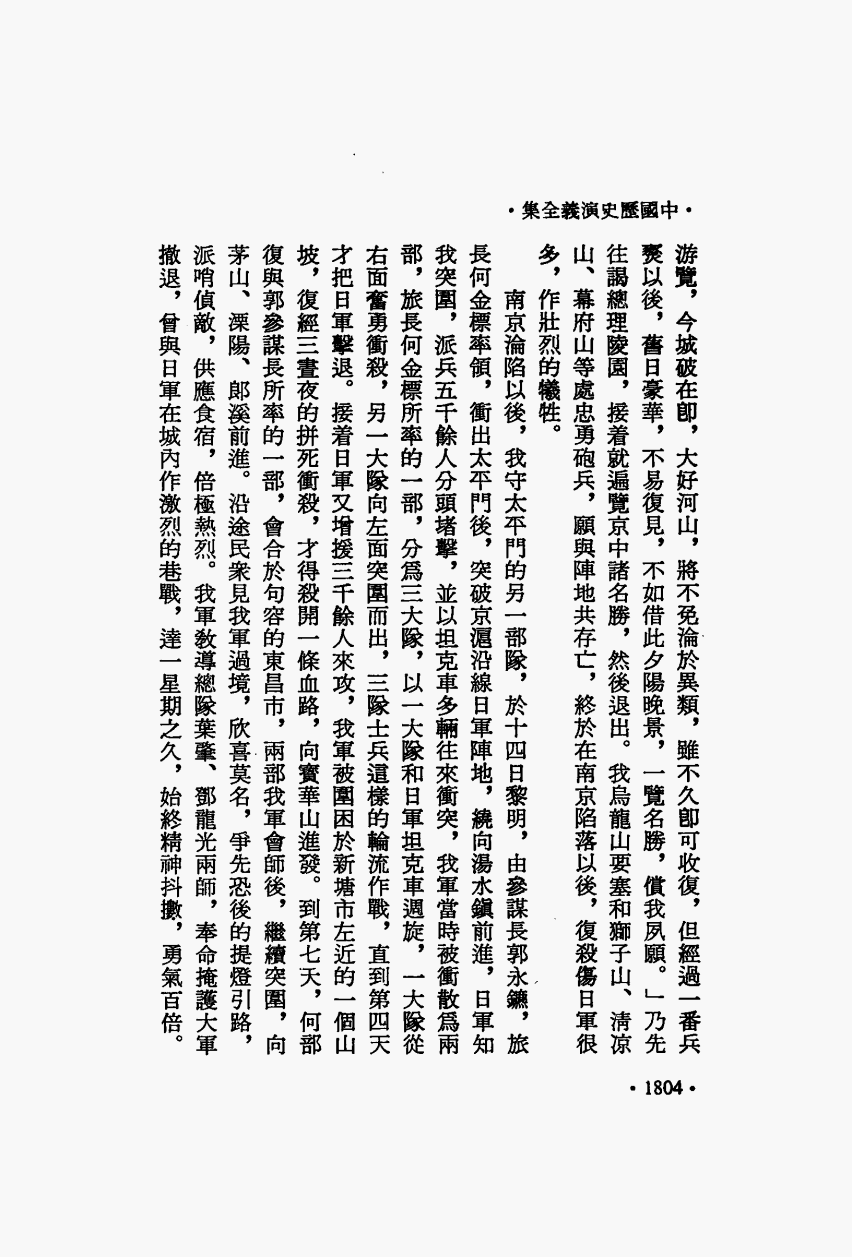 •中國歷史演義全集•
游覽，今城破在卽，大好河山，將不免淪於異類，雖不久卽可收復，但經過一番兵
燹以後，舊日豪華，不易復見，不如借此夕陽晚景，一覽名勝，償我夙願。」乃先
往謁總理陵園，接着就遍覽京中諸名勝，然後退出。我烏龍山要塞和獅子山、淸凉
山、幕府山等處忠勇砲兵，願與陣地共存亡，終於在南京陷落以後，復殺傷日軍很
多，作壯烈的犧牲。
南京淪陷以後，我守太平門的另一部隊，於十四日黎明，由參謀長郭永鑣，旅
長何金標率領，衝出太平門後，突破京滬沿線日軍陣地，繞向湯水鎭前進，日軍知
我突圍，派兵五千餘人分頭堵擊，並以坦克車多輛往來衝突，我軍當時被衝散爲兩
部，旅長何金標所率的一部，分爲三大隊，以一大隊和日軍坦克車週旋，一大隊從
右面奮勇衝殺，另一大隊向左面突圍而出，三隊士兵這樣的輪流作戰，直到第四天
才把日軍擊退。接着日軍又增援三千餘人來攻，我軍被圍困於新塘市左近的一個山
坡，復經三晝夜的拼死衝殺，才得殺開一條血路，向寶華山進發。到第七天，何部
復與郭參謀長所率的一部，會合於句容的東昌市，兩部我軍會師後，繼續突圍，向
茅山、溧陽、郞溪前進。沿途民衆見我軍過境，欣喜莫名，爭先恐後的提燈引路，
派哨偵敵，供應食宿，倍極熱烈。我軍敎導總隊葉肇、鄧龍光兩師，奉命掩護大軍
撤退，曾與日軍在城內作激烈的巷戰，達一星期之久，始終精神抖擻，勇氣百倍。
•1804•